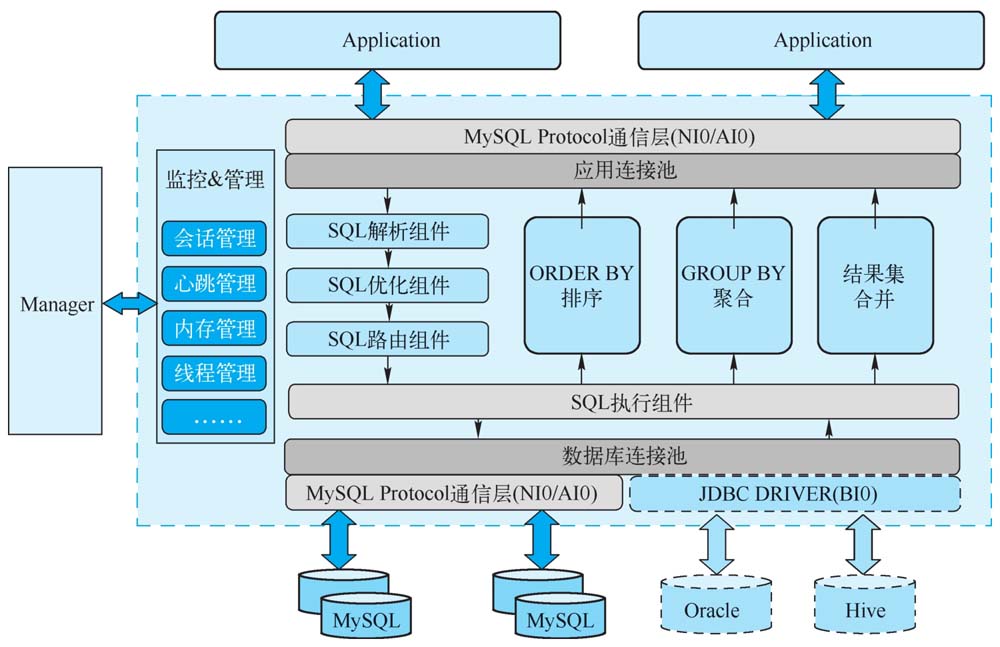 Application
Application
MySQL Protocol通信层(NI0/AI0)
应用连接池
监控&管理
会话管理
心跳管理
内存管理
线程管理
……
Manager
SQL解析组件
SQL优化组件
SQL路由组件
ORDER BY
排序
GROUP BY
聚合
结果集
合并
SQL执行组件
数据库连接池
MySQL Protocol通信层(NI0/AI0)
JDBC DRIVER(BI0)
MySQL
MySQL
Oracle
Hive